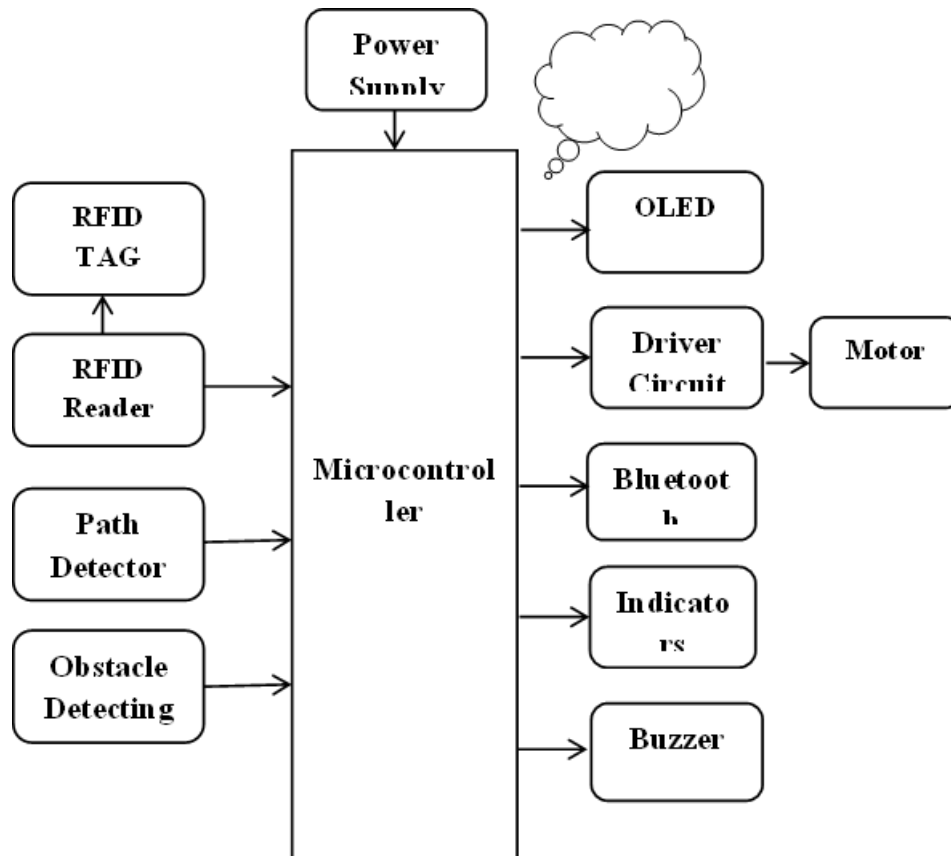 Power
Supply
RFID
TAG
OLED
RFID
Reader
Driver
Circuit
Motor
Microcontrol
ler
Bluetoot
h
Path
Detector
Indicato
rs
Obstacle
Detecting
Buzzer